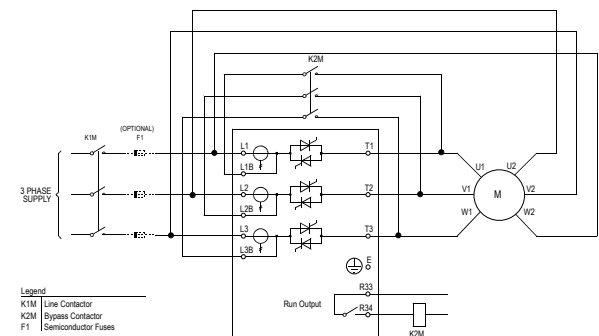 K2M
(OPTIONAL)
K1M
F1
L1
T1
L1B
U1
U2
3 PHASE
SUPPLY
L2
T2
V1
M
V2
L2B
W1
W2
L3
T3
L3B
E
R33
Run Output
R34
K2M
Legend
K1M Line Contactor
K2M Bypass Contactor
F1 Semiconductor Fuses